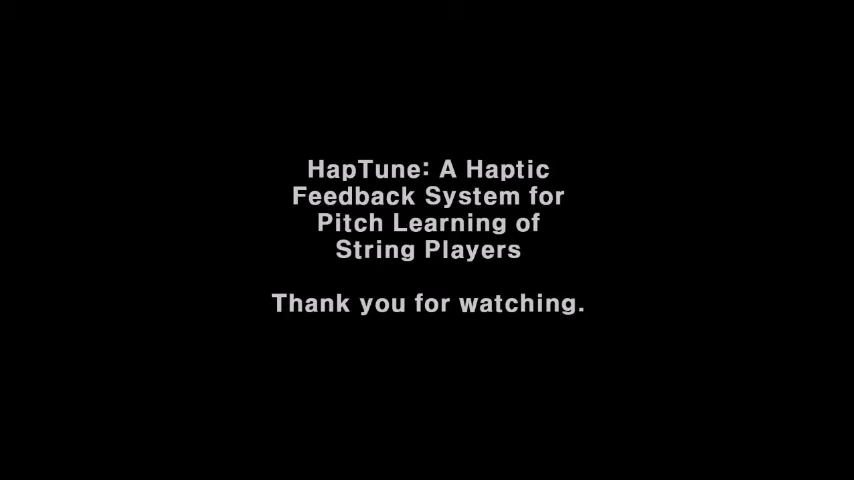 HapTune: A Haptic
Feedback System for
Pitch Learning of
String Players
Thank you for watching.